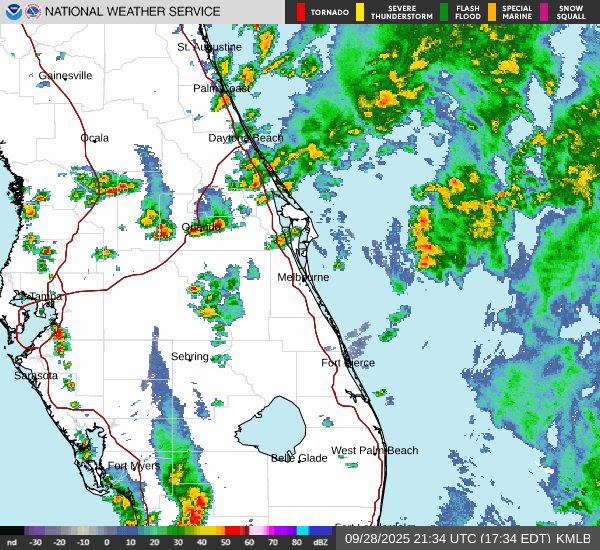 NATIONAL WEATHER SERVICE
TORNADO
SEVERE THUNDERSTORM
FLASH FLOOD
SPECIAL MARINE
SNOW SQUALL
St. Augustine
Gainesville
Palm Coast
Ocala
Daytona Beach
Orlando
Melbourne
Tampa
Sebring
Fort Pierce
Sarasota
West Palm Beach
Belle Glade
Fort Myers
nd -30 -20 -10 0 10 20 30 40 50 60 70 80 dBZ
09/28/2025 21:34 UTC (17:34 EDT) KMLB